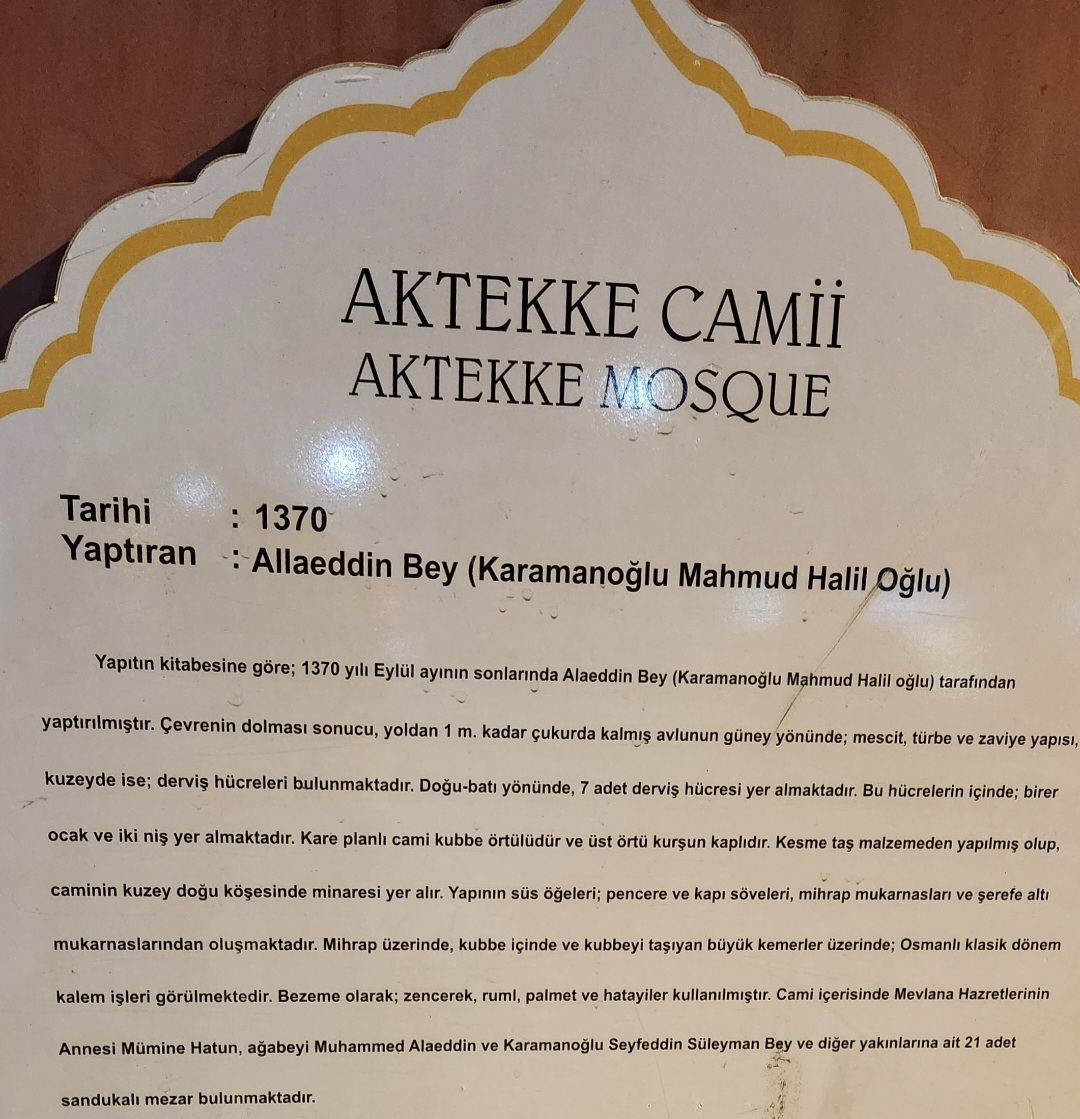 AKTEKKE CAMİİ
AKTEKKE MOSQUE
Tarihi : 1370
Yaptıran : Allaeddin Bey (Karamanoğlu Mahmud Halil Oğlu)
Yapıtın kitabesine göre; 1370 yılı Eylül ayının sonlarında Alaeddin Bey (Karamanoğlu Mahmud Halil oğlu) tarafından
yaptırılmıştır. Çevrenin dolması sonucu, yoldan 1 m. kadar çukurda kalmış avlunun güney yönünde; mescit, türbe ve zaviye yapısı,
kuzeyde ise; derviş hücreleri bulunmaktadır. Doğu-batı yönünde, 7 adet derviş hücresi yer almaktadır. Bu hücrelerin içinde; birer
ocak ve iki niş yer almaktadır. Kare planlı cami kubbe örtülüdür ve üst örtü kurşun kaplıdır. Kesme taş malzemeden yapılmış olup,
caminin kuzey doğu köşesinde minaresi yer alır. Yapının süs öğeleri; pencere ve kapı söveleri, mihrap mukarnasları ve şerefe altı
mukarnaslarından oluşmaktadır. Mihrap üzerinde, kubbe içinde ve kubbeyi taşıyan büyük kemerler üzerinde; Osmanlı klasik dönem
kalem işleri görülmektedir. Bezeme olarak; zencerek, ruml, palmet ve hatayiler kullanılmıştır. Cami içerisinde Mevlana Hazretlerinin
Annesi Mümine Hatun, ağabeyi Muhammed Alaeddin ve Karamanoğlu Seyfeddin Süleyman Bey ve diğer yakınlarına ait 21 adet
sandukalı mezar bulunmaktadır.